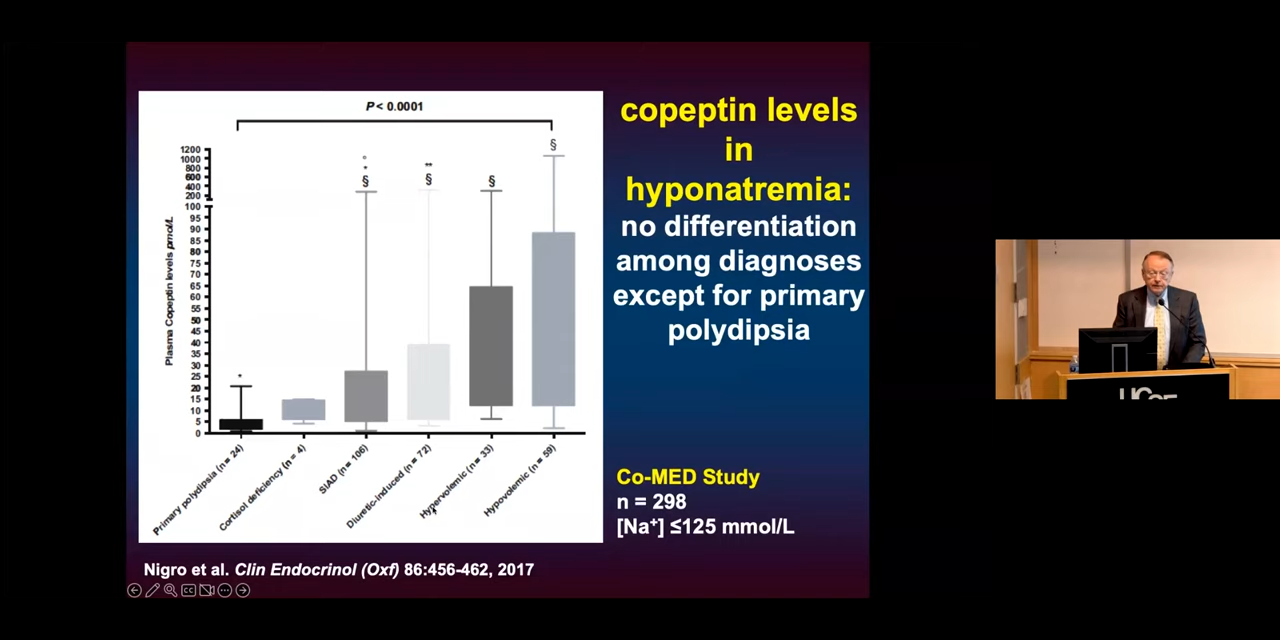 P < 0.0001
Plasma Copeptin levels pmol/L
1200
1000
800
600
400
200
100
95
90
85
80
75
70
65
60
55
50
45
40
35
30
25
20
15
10
5
0
*
°
*
§
**
§
§
§
Primary polydipsia (n = 24)
Cortisol deficiency (n = 4)
SIAD (n = 106)
Diuretic-induced (n = 72)
Hypervolemic (n = 33)
Hypovolemic (n = 59)
copeptin levels
in
hyponatremia:
no differentiation
among diagnoses
except for primary
polydipsia
Co-MED Study
n = 298
[Na⁺] ≤125 mmol/L
Nigro et al. Clin Endocrinol (Oxf) 86:456-462, 2017
CC